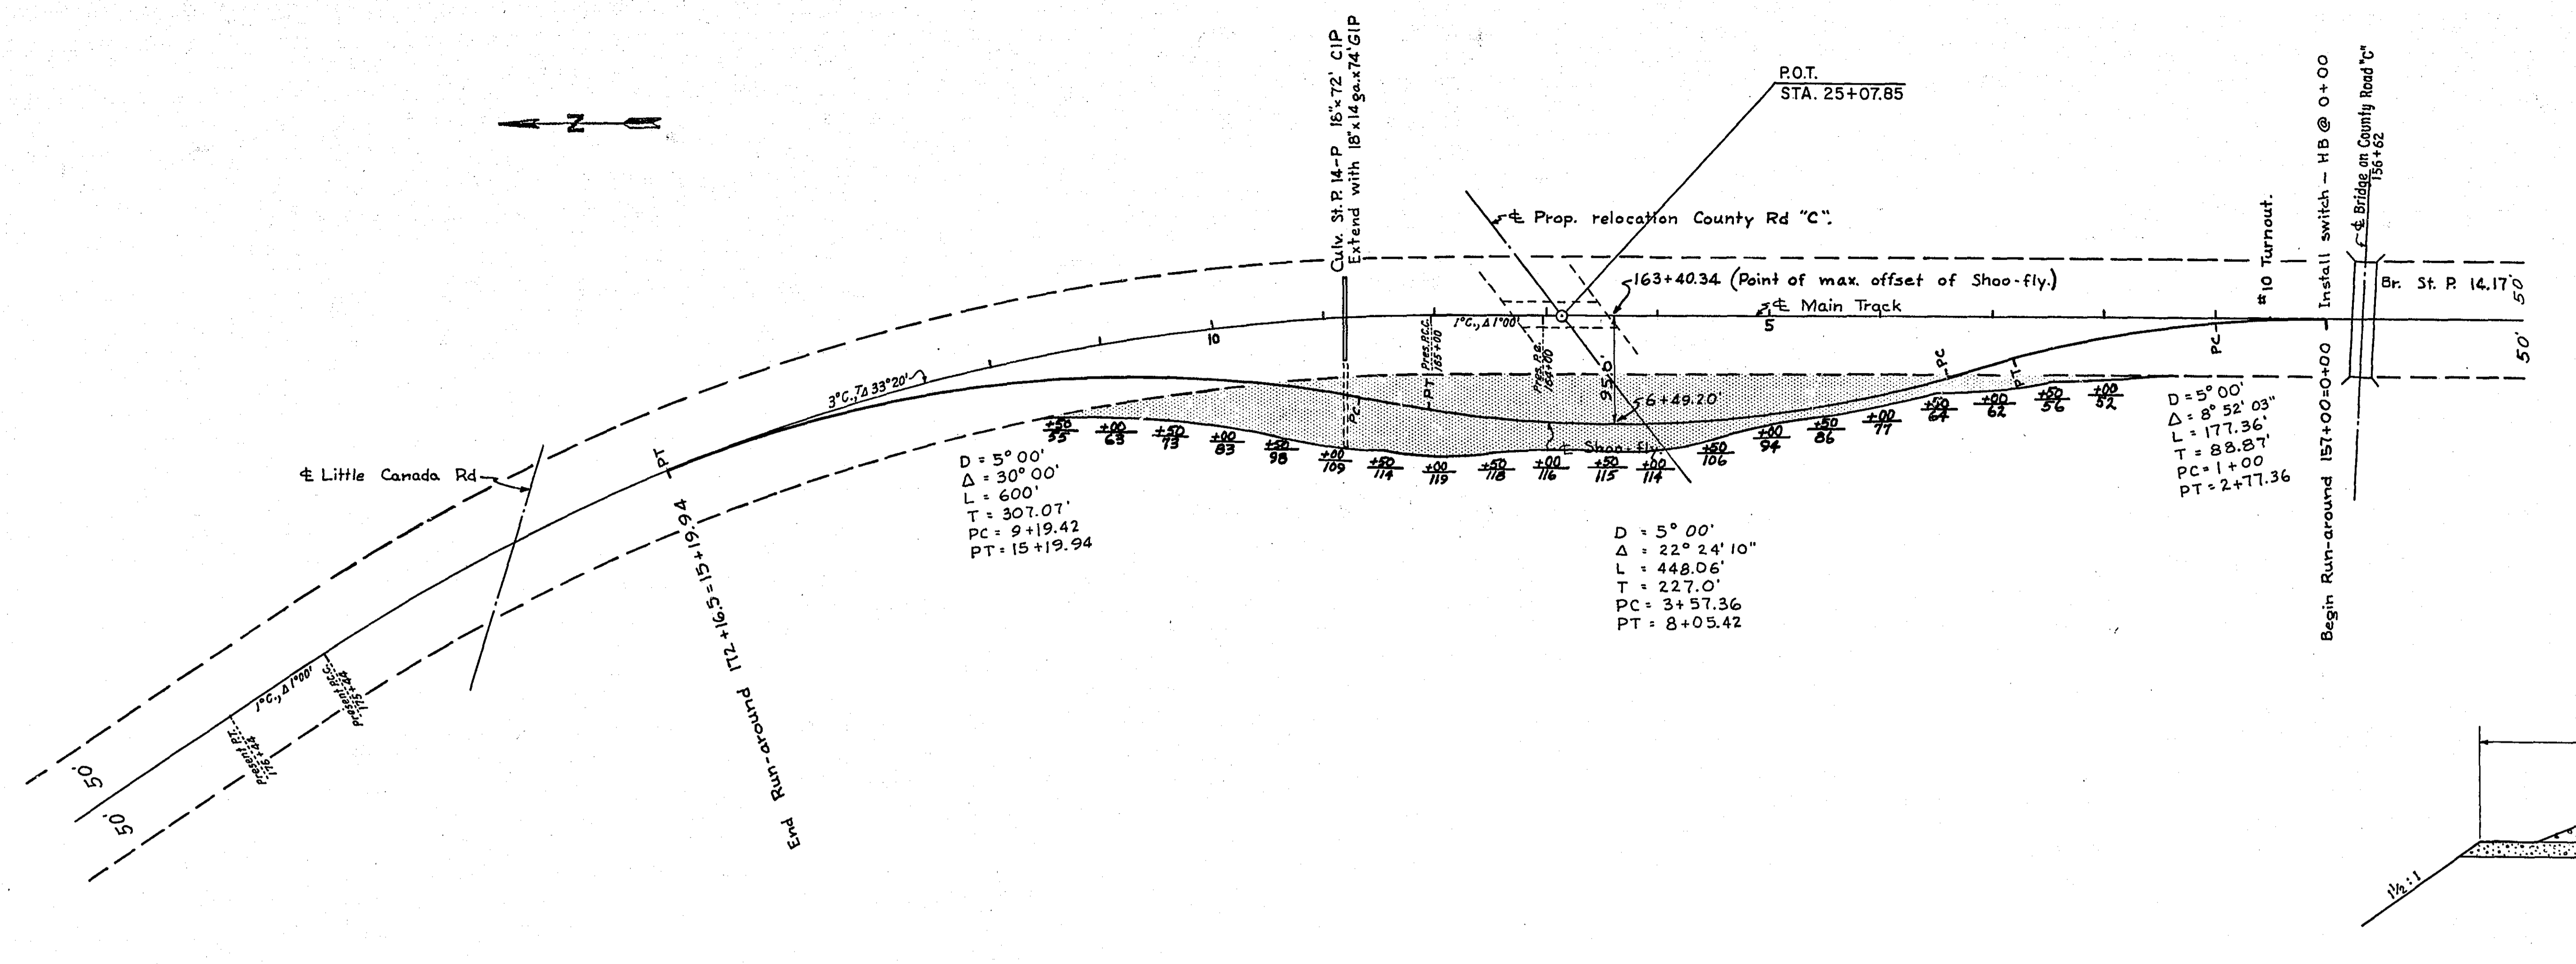 N
Culv. St. P. 14-P 18"x72' CIP
Extend with 18"x14ga.x74'GIP
P.O.T.
STA. 25+07.85
℄ Prop. relocation County Rd "C".
163+40.34 (Point of max. offset of Shoo-fly.)
℄ Main Track
#10 Turnout.
Begin Run-around 157+00=0+00 — Install switch — HB @ 0+00
℄ Bridge on County Road "C"
156+62
Br. St. P. 14.17
50'
50'
5
10
1°C., Δ 1°00'
Pres. P.C.C.
165+00
Pres. P.C.
164+00
95.0'
6+49.20'
℄ Shoo-fly
PC
PT
PC
PT
PC
PT
3°C., TΔ 33°20'
℄ Little Canada Rd
+50
55
+00
63
+50
73
+00
83
+50
98
+00
109
+50
114
+00
119
+50
118
+00
116
+50
115
+00
114
+50
106
+00
94
+50
86
+00
77
+50
64
+00
62
+50
56
+00
52
D = 5°00'
Δ = 8°52'03"
L = 177.36'
T = 88.87'
PC = 1+00
PT = 2+77.36
D = 5°00'
Δ = 30°00'
L = 600'
T = 307.07'
PC = 9+19.42
PT = 15+19.94
D = 5°00'
Δ = 22°24'10"
L = 448.06'
T = 227.0'
PC = 3+57.36
PT = 8+05.42
End Run-around 172+16.5=15+19.94
1°C., Δ 1°00'
Present P.C.C.
175+44
Present P.T.
176+44
50'
50'
1½:1